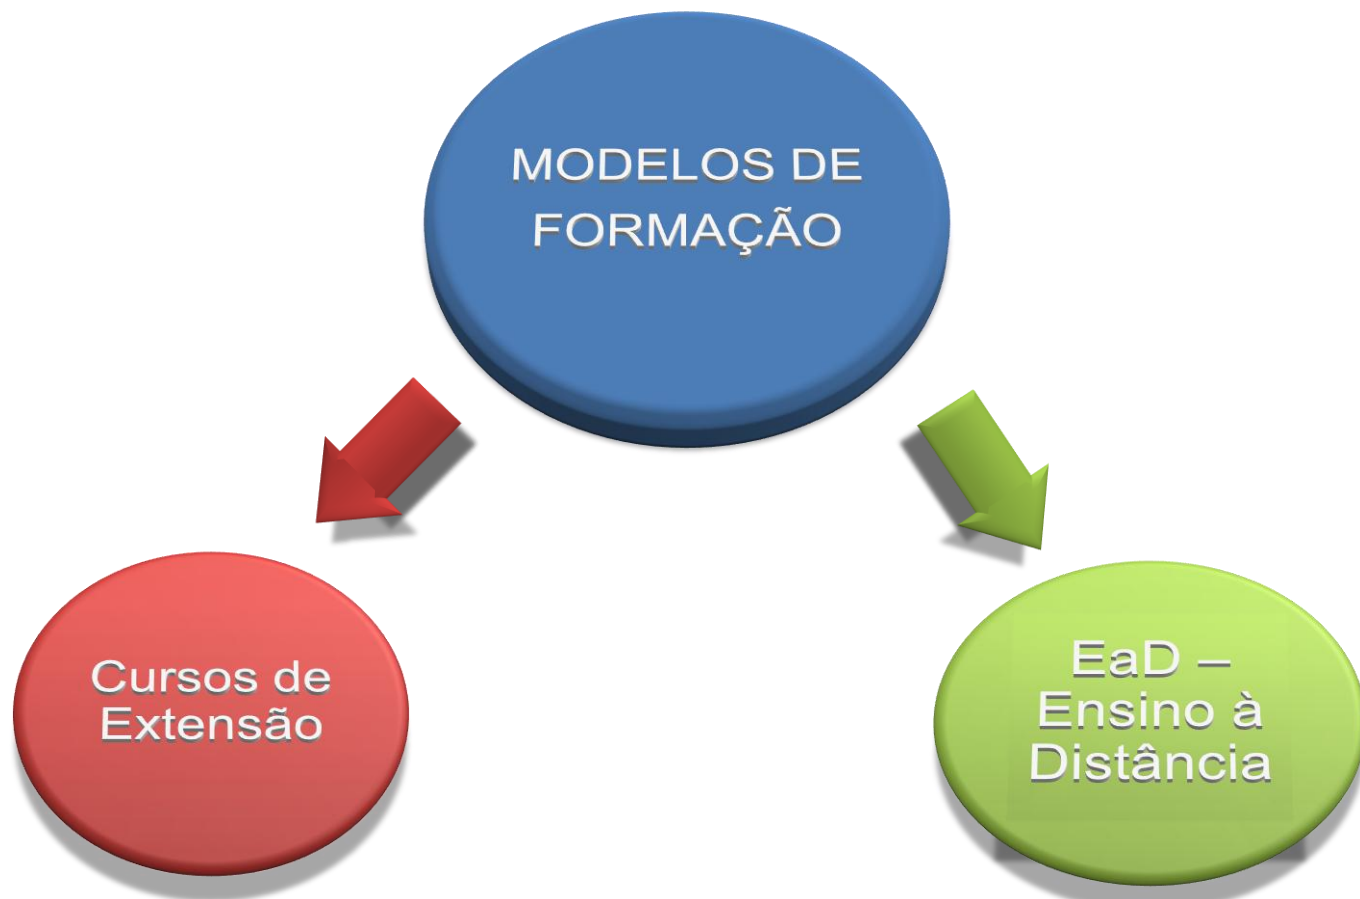 MODELOS DE
FORMAÇÃO
Cursos de
Extensão
EaD –
Ensino à
Distância